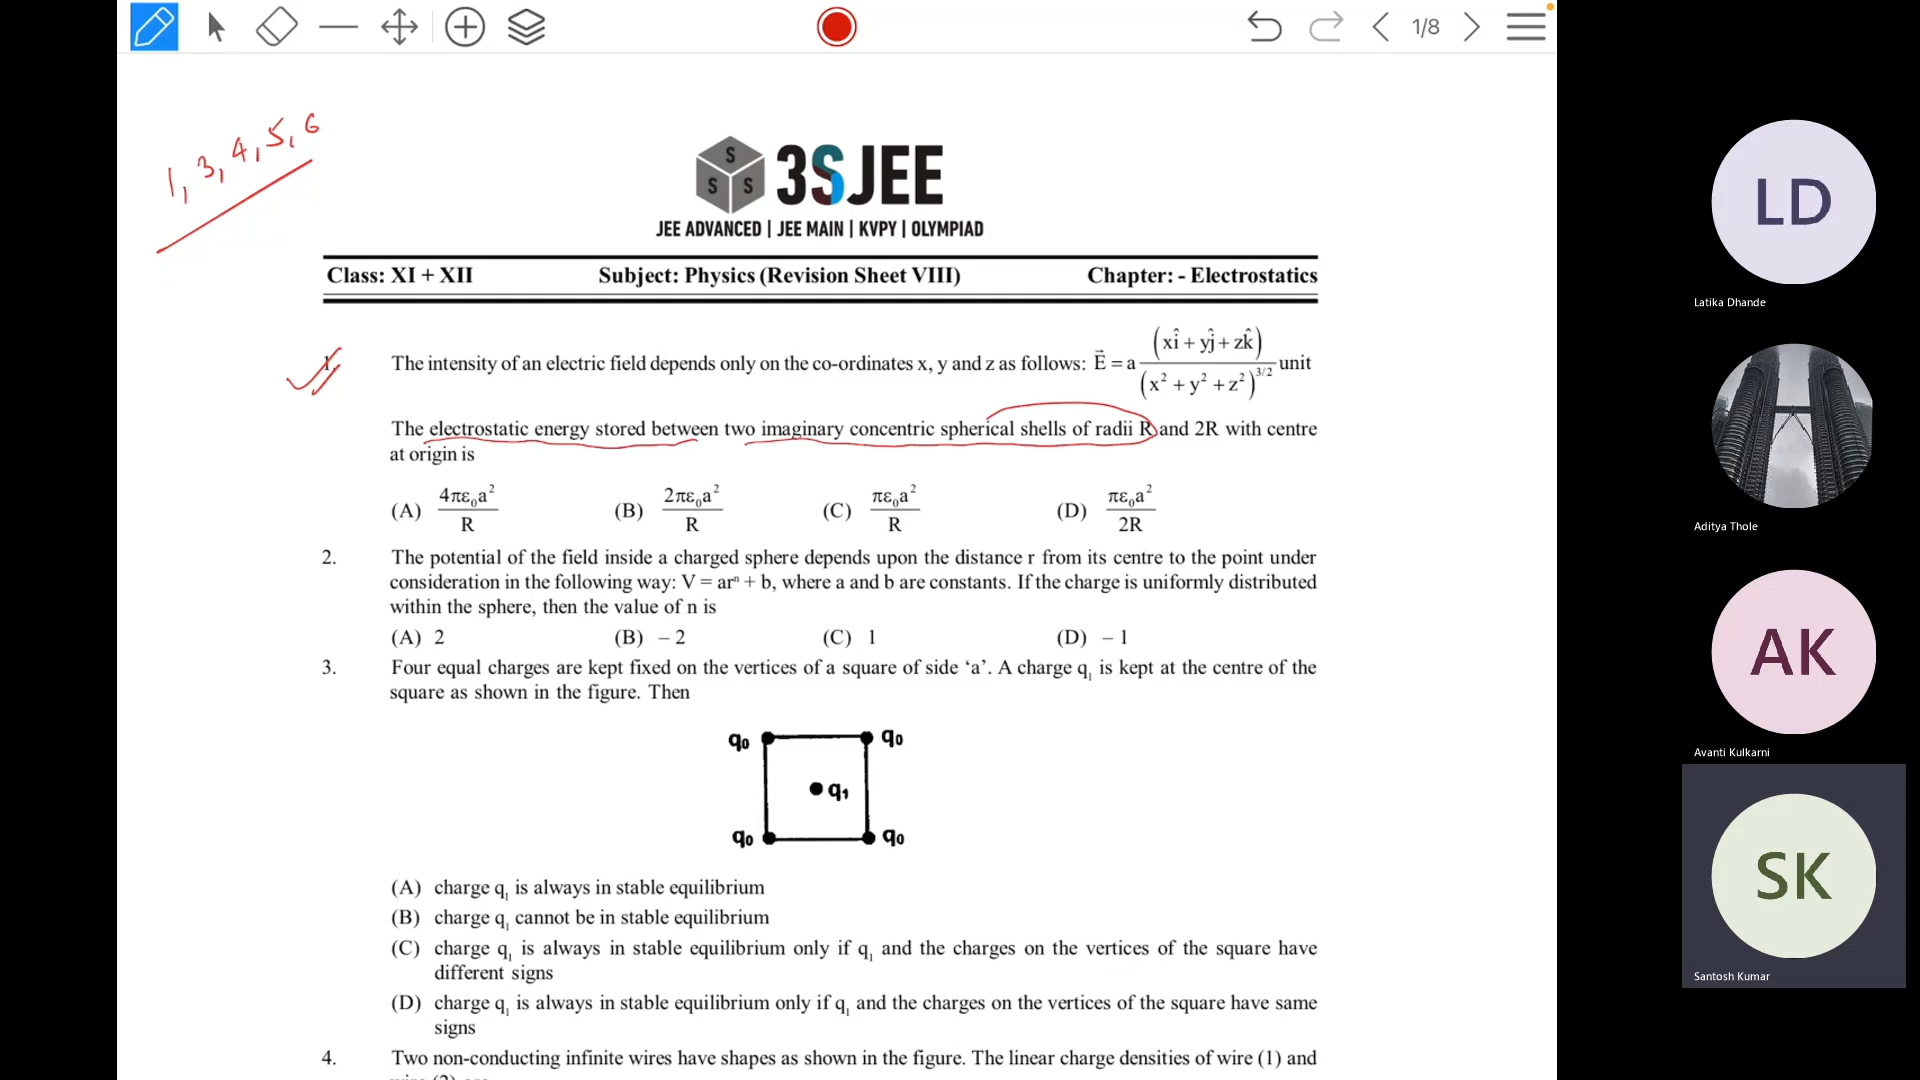 1/8
1, 3, 4, 5, 6
S S S 3SJEE
JEE ADVANCED | JEE MAIN | KVPY | OLYMPIAD
Class: XI + XII Subject: Physics (Revision Sheet VIII) Chapter: - Electrostatics
1. The intensity of an electric field depends only on the co-ordinates x, y and z as follows: E⃗ = a (xî + yĵ + zk̂) / (x² + y² + z²)^3/2 unit
The electrostatic energy stored between two imaginary concentric spherical shells of radii R and 2R with centre
at origin is
(A) 4πε₀a² / R (B) 2πε₀a² / R (C) πε₀a² / R (D) πε₀a² / 2R
2. The potential of the field inside a charged sphere depends upon the distance r from its centre to the point under
consideration in the following way: V = arⁿ + b, where a and b are constants. If the charge is uniformly distributed
within the sphere, then the value of n is
(A) 2 (B) – 2 (C) 1 (D) – 1
3. Four equal charges are kept fixed on the vertices of a square of side ‘a’. A charge q₁ is kept at the centre of the
square as shown in the figure. Then
q₀ q₀
q₁
q₀ q₀
(A) charge q₁ is always in stable equilibrium
(B) charge q₁ cannot be in stable equilibrium
(C) charge q₁ is always in stable equilibrium only if q₁ and the charges on the vertices of the square have
different signs
(D) charge q₁ is always in stable equilibrium only if q₁ and the charges on the vertices of the square have same
signs
4. Two non-conducting infinite wires have shapes as shown in the figure. The linear charge densities of wire (1) and
LD
Latika Dhande
Aditya Thole
AK
Avanti Kulkarni
SK
Santosh Kumar